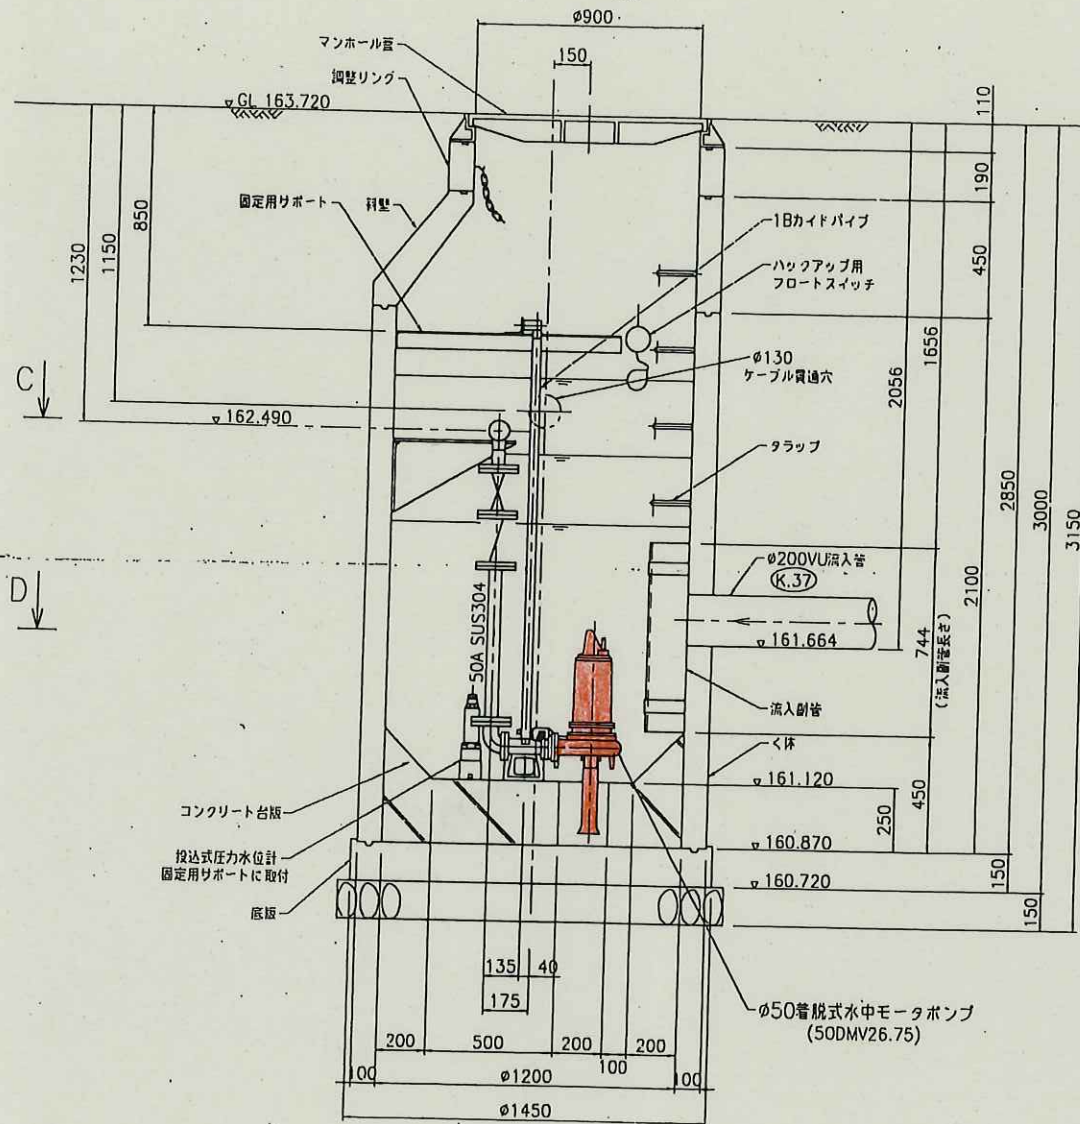 ø900
マンホール蓋
150
調整リング
GL 163.720
110
190
固定用サポート
斜壁
850
1150
1230
1Bガイドパイプ
バックアップ用
フロートスイッチ
450
1656
ø130
ケーブル貫通穴
2056
C
162.490
タラップ
2850
3000
3150
ø200VU流入管
K.37
D
50A SUS304
161.664
744
(流入副管長さ)
2100
流入副管
く体
161.120
コンクリート台版
250
450
投込式圧力水位計
固定用サポートに取付
160.870
160.720
150
底版
150
135
40
175
ø50着脱式水中モータポンプ
(50DMV26.75)
200
500
200
100
200
100
ø1200
100
ø1450